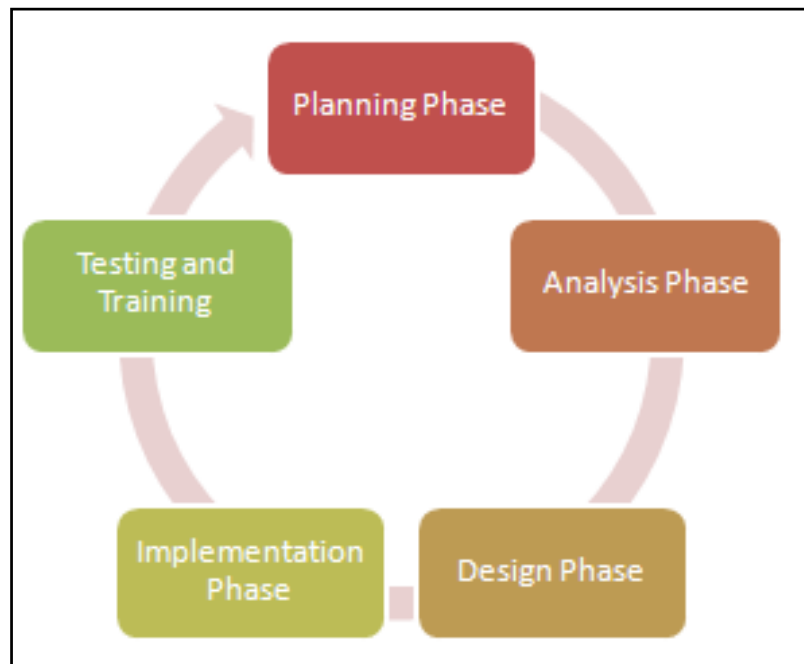 Planning Phase
Analysis Phase
Design Phase
Implementation
Phase
Testing and
Training